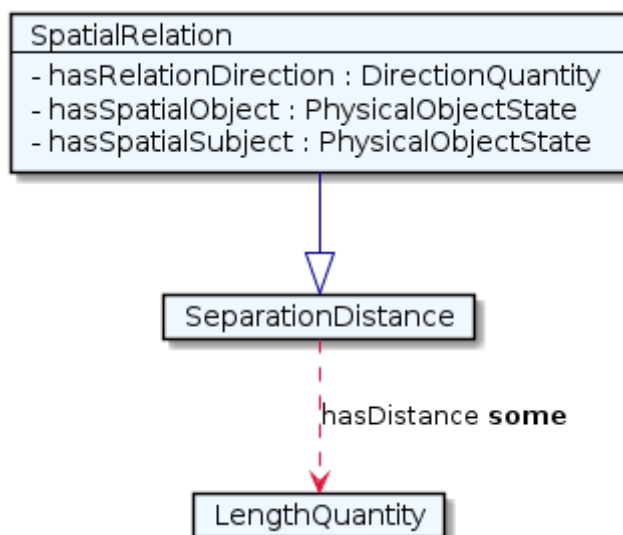 SpatialRelation
- hasRelationDirection : DirectionQuantity
- hasSpatialObject : PhysicalObjectState
- hasSpatialSubject : PhysicalObjectState
SeparationDistance
hasDistance some
LengthQuantity